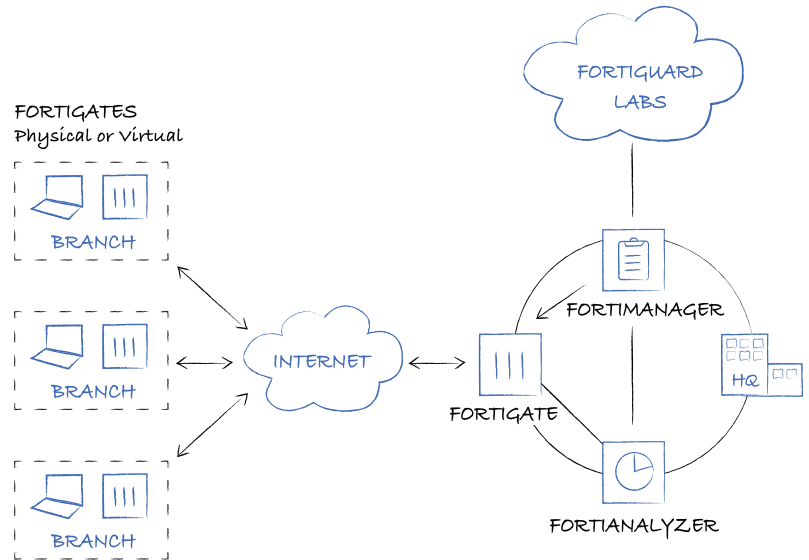 FORTIGUARD
LABS
FORTIGATES
Physical or Virtual
BRANCH
FORTIMANAGER
INTERNET
BRANCH
HQ
FORTIGATE
FORTIANALYZER
BRANCH